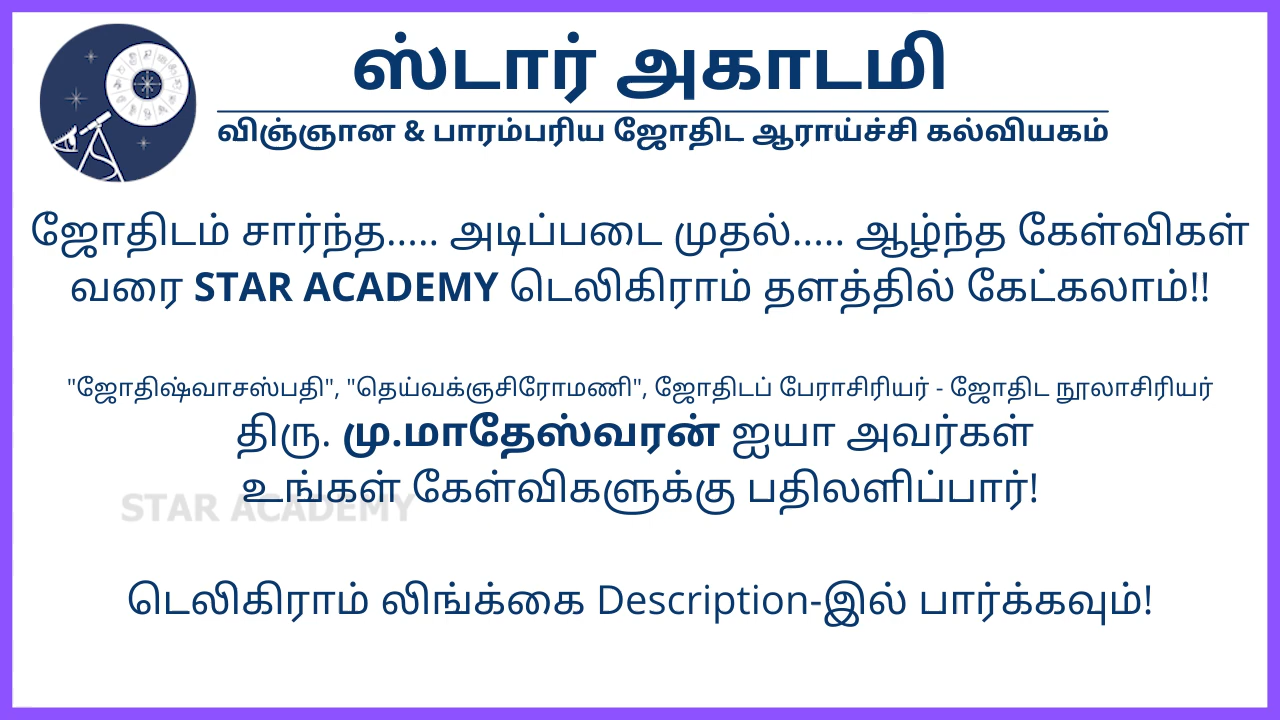 ஸ்டார் அகாடமி
விஞ்ஞான & பாரம்பரிய ஜோதிட ஆராய்ச்சி கல்வியகம்
ஜோதிடம் சார்ந்த..... அடிப்படை முதல்..... ஆழ்ந்த கேள்விகள்
வரை STAR ACADEMY டெலிகிராம் தளத்தில் கேட்கலாம்!!
"ஜோதிஷ்வாசஸ்பதி", "தெய்வக்ஞசிரோமணி", ஜோதிடப் பேராசிரியர் - ஜோதிட நூலாசிரியர்
திரு. மு.மாதேஸ்வரன் ஐயா அவர்கள்
உங்கள் கேள்விகளுக்கு பதிலளிப்பார்!
STAR ACADEMY
டெலிகிராம் லிங்க்கை Description-இல் பார்க்கவும்!